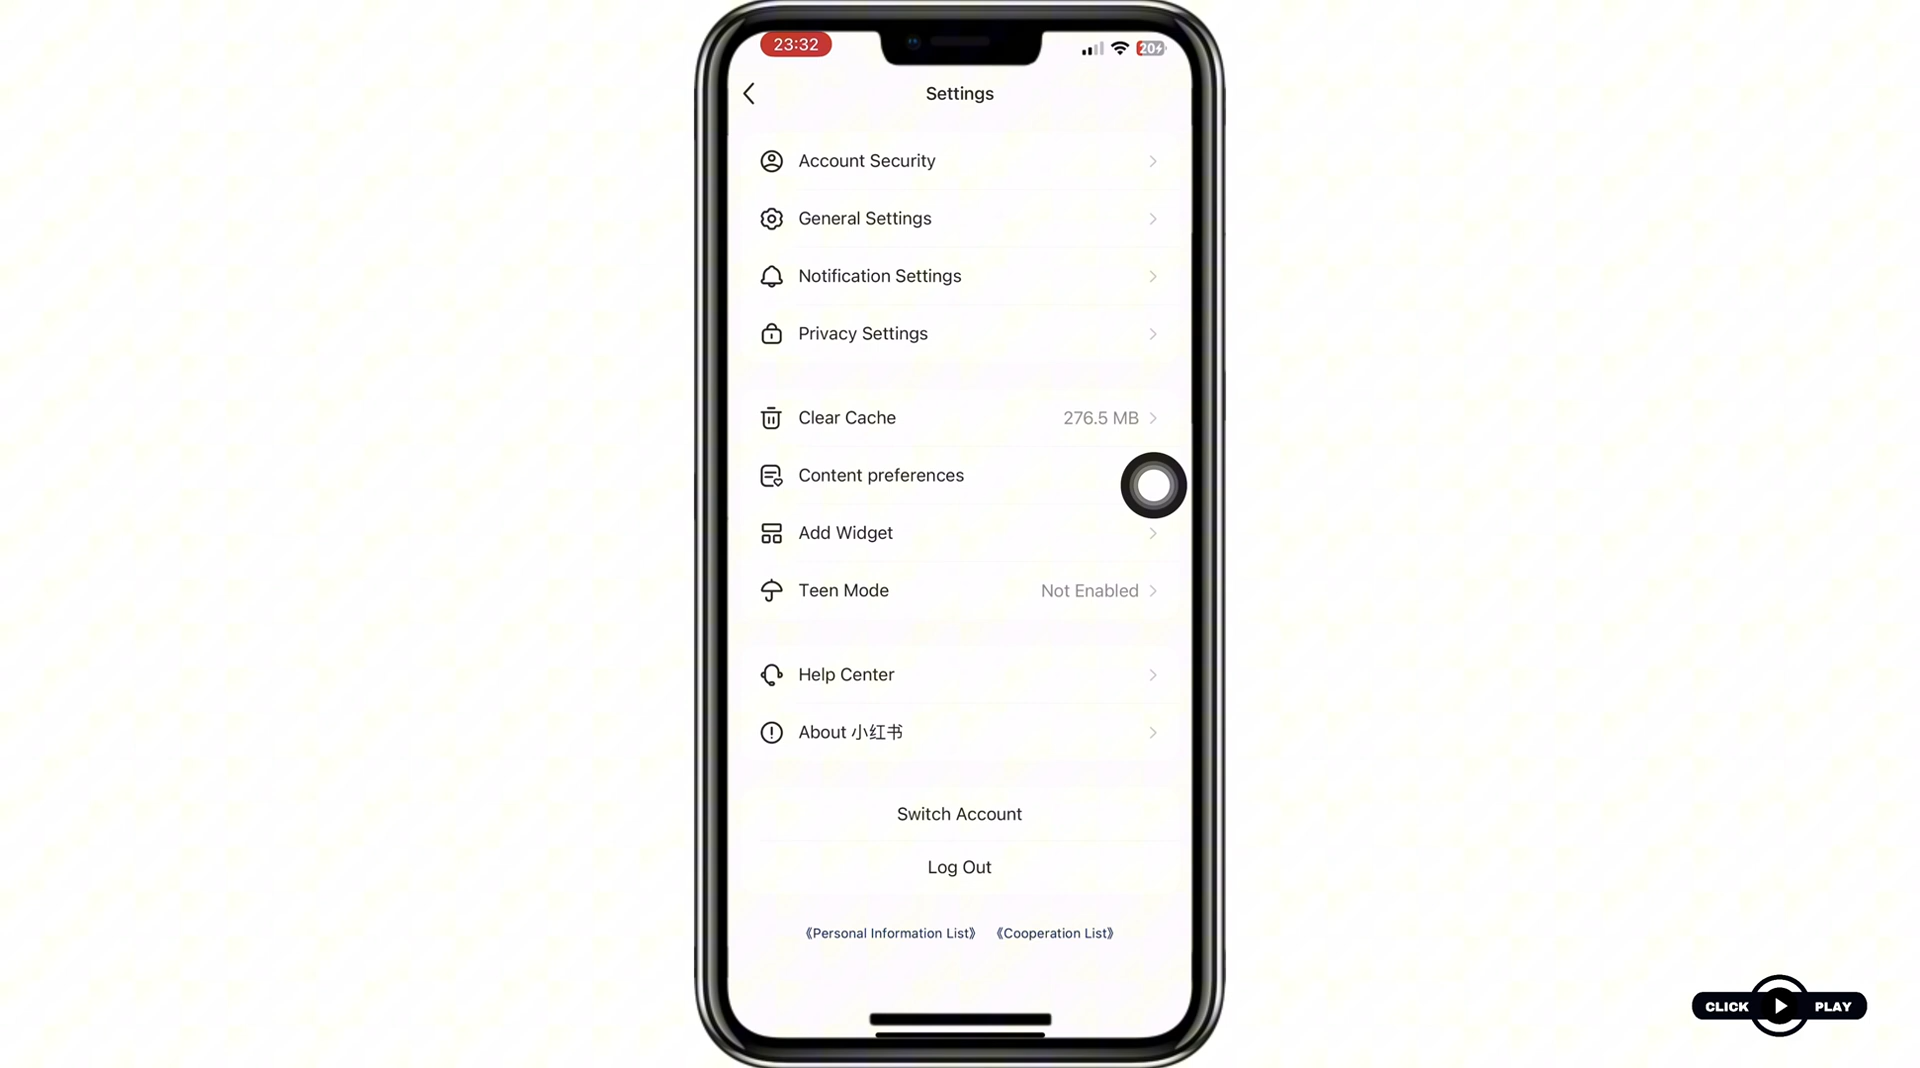 23:32
20
Settings
Account Security
General Settings
Notification Settings
Privacy Settings
Clear Cache 276.5 MB
Content preferences
Add Widget
Teen Mode Not Enabled
Help Center
About 小红书
Switch Account
Log Out
《Personal Information List》 《Cooperation List》
CLICK PLAY